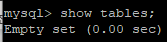 mysql> show tables;
Empty set (0.00 sec)